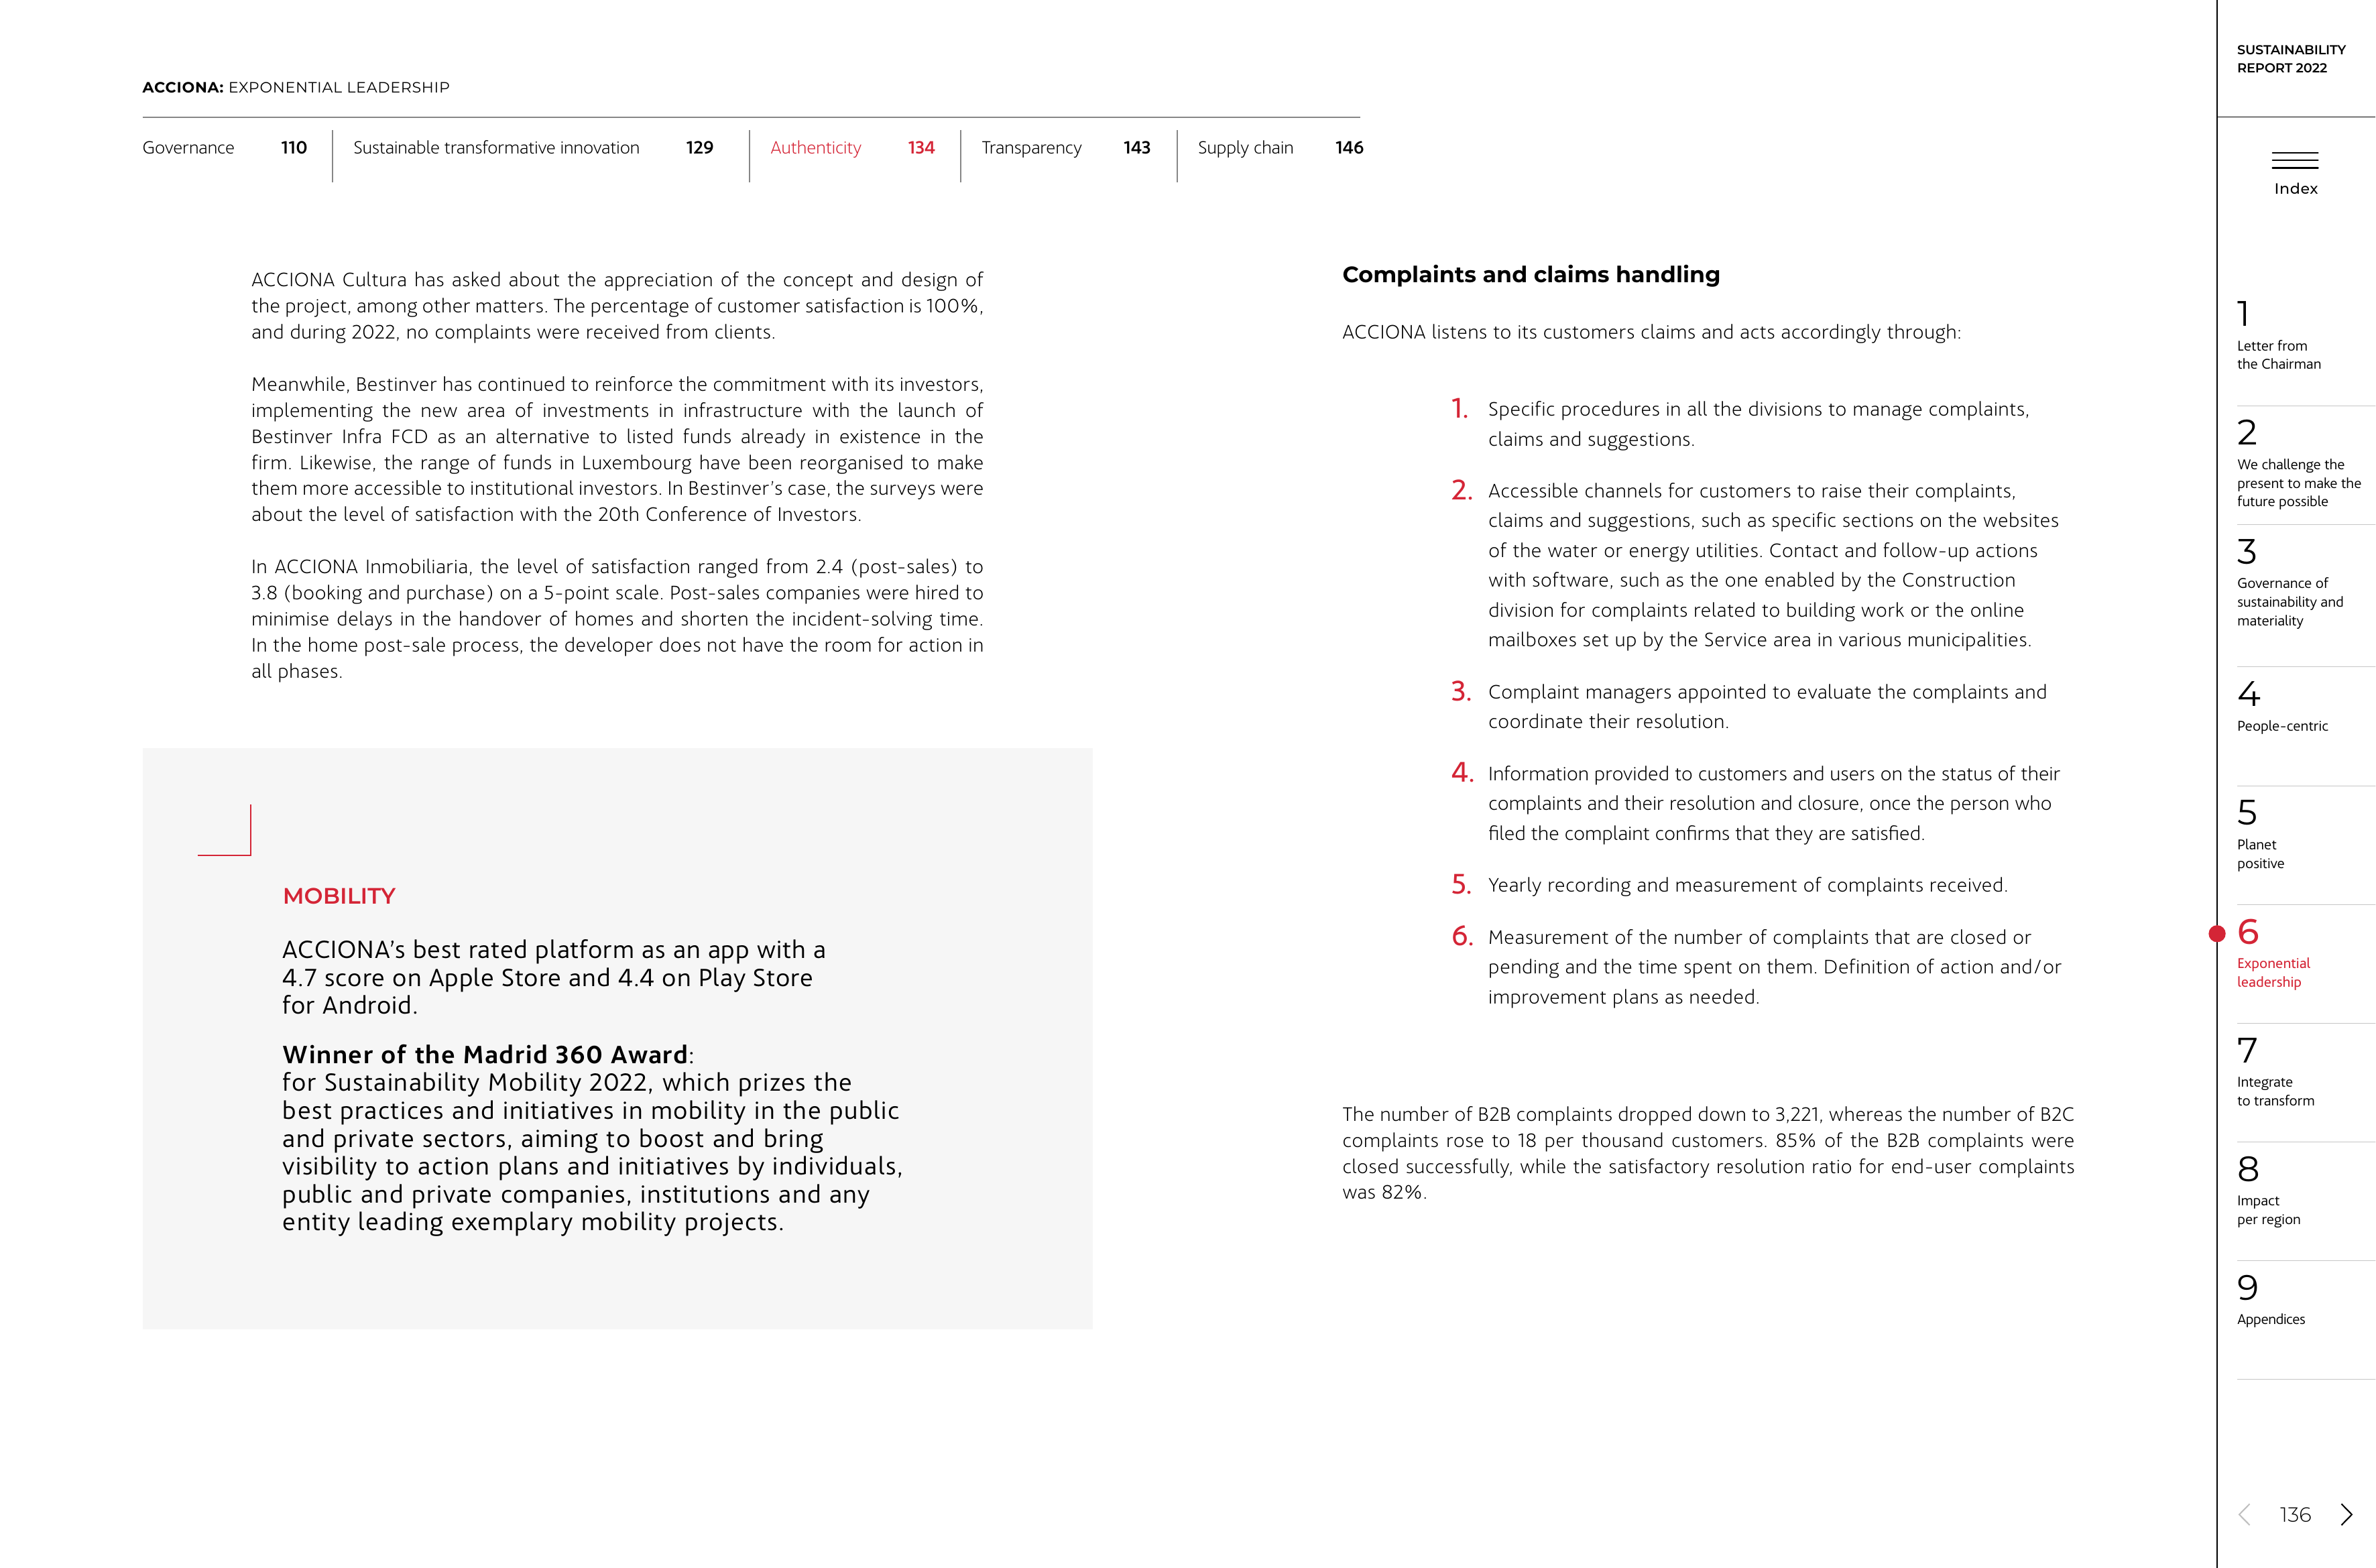 ACCIONA: EXPONENTIAL LEADERSHIP
Governance 110 Sustainable transformative innovation 129 Authenticity 134 Transparency 143 Supply chain 146
ACCIONA Cultura has asked about the appreciation of the concept and design of
the project, among other matters. The percentage of customer satisfaction is 100%,
and during 2022, no complaints were received from clients.
Meanwhile, Bestinver has continued to reinforce the commitment with its investors,
implementing the new area of investments in infrastructure with the launch of
Bestinver Infra FCD as an alternative to listed funds already in existence in the
firm. Likewise, the range of funds in Luxembourg have been reorganised to make
them more accessible to institutional investors. In Bestinver’s case, the surveys were
about the level of satisfaction with the 20th Conference of Investors.
In ACCIONA Inmobiliaria, the level of satisfaction ranged from 2.4 (post-sales) to
3.8 (booking and purchase) on a 5-point scale. Post-sales companies were hired to
minimise delays in the handover of homes and shorten the incident-solving time.
In the home post-sale process, the developer does not have the room for action in
all phases.
MOBILITY
ACCIONA’s best rated platform as an app with a
4.7 score on Apple Store and 4.4 on Play Store
for Android.
Winner of the Madrid 360 Award:
for Sustainability Mobility 2022, which prizes the
best practices and initiatives in mobility in the public
and private sectors, aiming to boost and bring
visibility to action plans and initiatives by individuals,
public and private companies, institutions and any
entity leading exemplary mobility projects.
Complaints and claims handling
ACCIONA listens to its customers claims and acts accordingly through:
1. Specific procedures in all the divisions to manage complaints,
claims and suggestions.
2. Accessible channels for customers to raise their complaints,
claims and suggestions, such as specific sections on the websites
of the water or energy utilities. Contact and follow-up actions
with software, such as the one enabled by the Construction
division for complaints related to building work or the online
mailboxes set up by the Service area in various municipalities.
3. Complaint managers appointed to evaluate the complaints and
coordinate their resolution.
4. Information provided to customers and users on the status of their
complaints and their resolution and closure, once the person who
filed the complaint confirms that they are satisfied.
5. Yearly recording and measurement of complaints received.
6. Measurement of the number of complaints that are closed or
pending and the time spent on them. Definition of action and/or
improvement plans as needed.
The number of B2B complaints dropped down to 3,221, whereas the number of B2C
complaints rose to 18 per thousand customers. 85% of the B2B complaints were
closed successfully, while the satisfactory resolution ratio for end-user complaints
was 82%.
SUSTAINABILITY
REPORT 2022
Index
1
Letter from
the Chairman
2
We challenge the
present to make the
future possible
3
Governance of
sustainability and
materiality
4
People-centric
5
Planet
positive
6
Exponential
leadership
7
Integrate
to transform
8
Impact
per region
9
Appendices
136